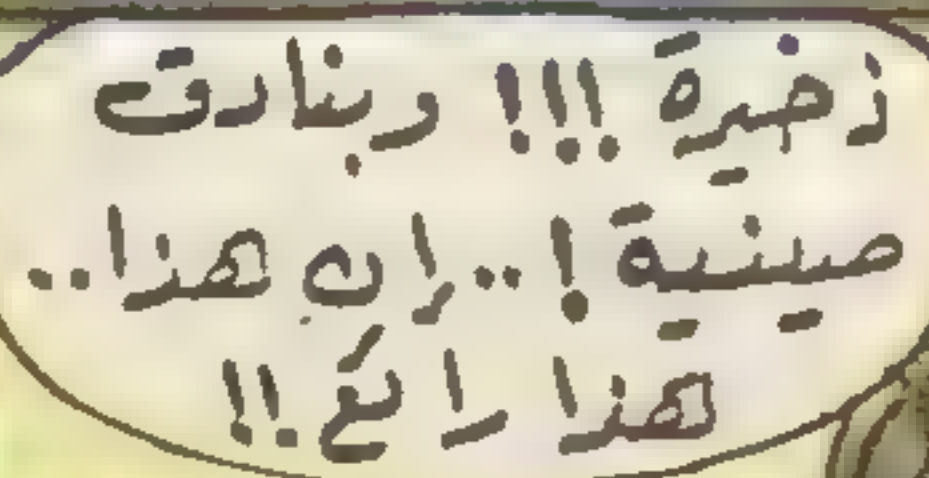 ذخيرة !!! وبنادق
صينية !.. إن هذا..
هذا رائع !!